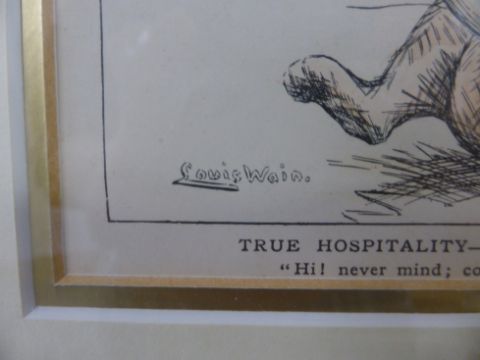 Louis Wain.
TRUE HOSPITALITY—
"Hi! never mind; co